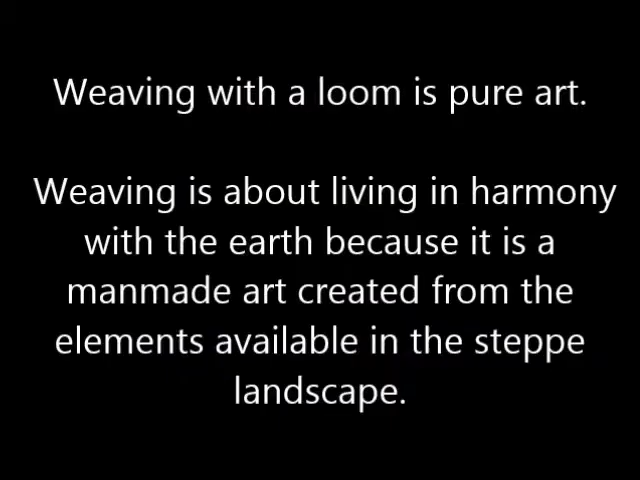 Weaving with a loom is pure art.
Weaving is about living in harmony
with the earth because it is a
manmade art created from the
elements available in the steppe
landscape.